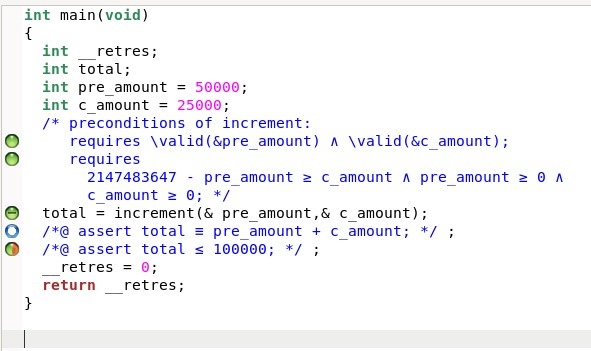 int main(void)
{
  int __retres;
  int total;
  int pre_amount = 50000;
  int c_amount = 25000;
  /* preconditions of increment:
     requires \valid(&pre_amount) ∧ \valid(&c_amount);
     requires
       2147483647 - pre_amount ≥ c_amount ∧ pre_amount ≥ 0 ∧
       c_amount ≥ 0; */
  total = increment(& pre_amount,& c_amount);
  /*@ assert total ≡ pre_amount + c_amount; */ ;
  /*@ assert total ≤ 100000; */ ;
  __retres = 0;
  return __retres;
}